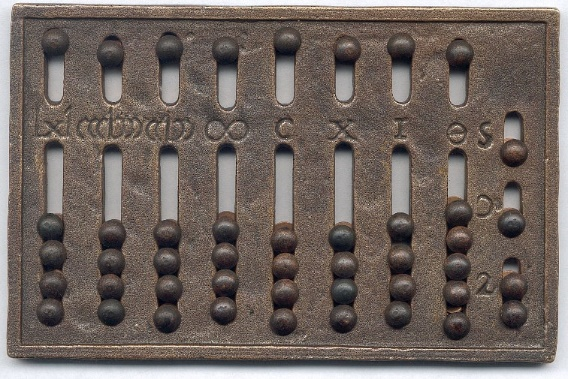 |X| (((|))) ((|)) ∞ C X I Ө S
Ɔ
2